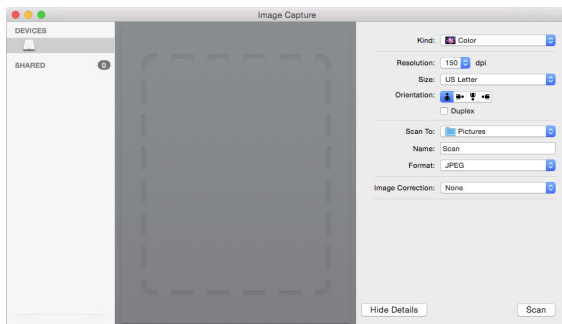 Image Capture
DEVICES
SHARED 0
Kind: Color
Resolution: 150 dpi
Size: US Letter
Orientation:
Duplex
Scan To: Pictures
Name: Scan
Format: JPEG
Image Correction: None
Hide Details Scan